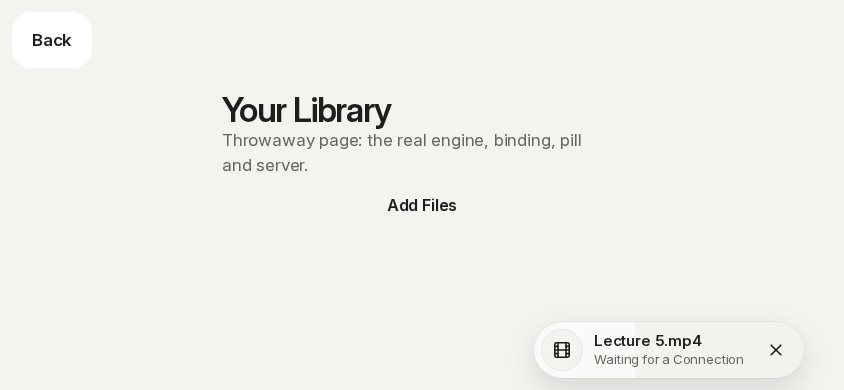 Back
Your Library
Throwaway page: the real engine, binding, pill
and server.
Add Files
Lecture 5.mp4
Waiting for a Connection